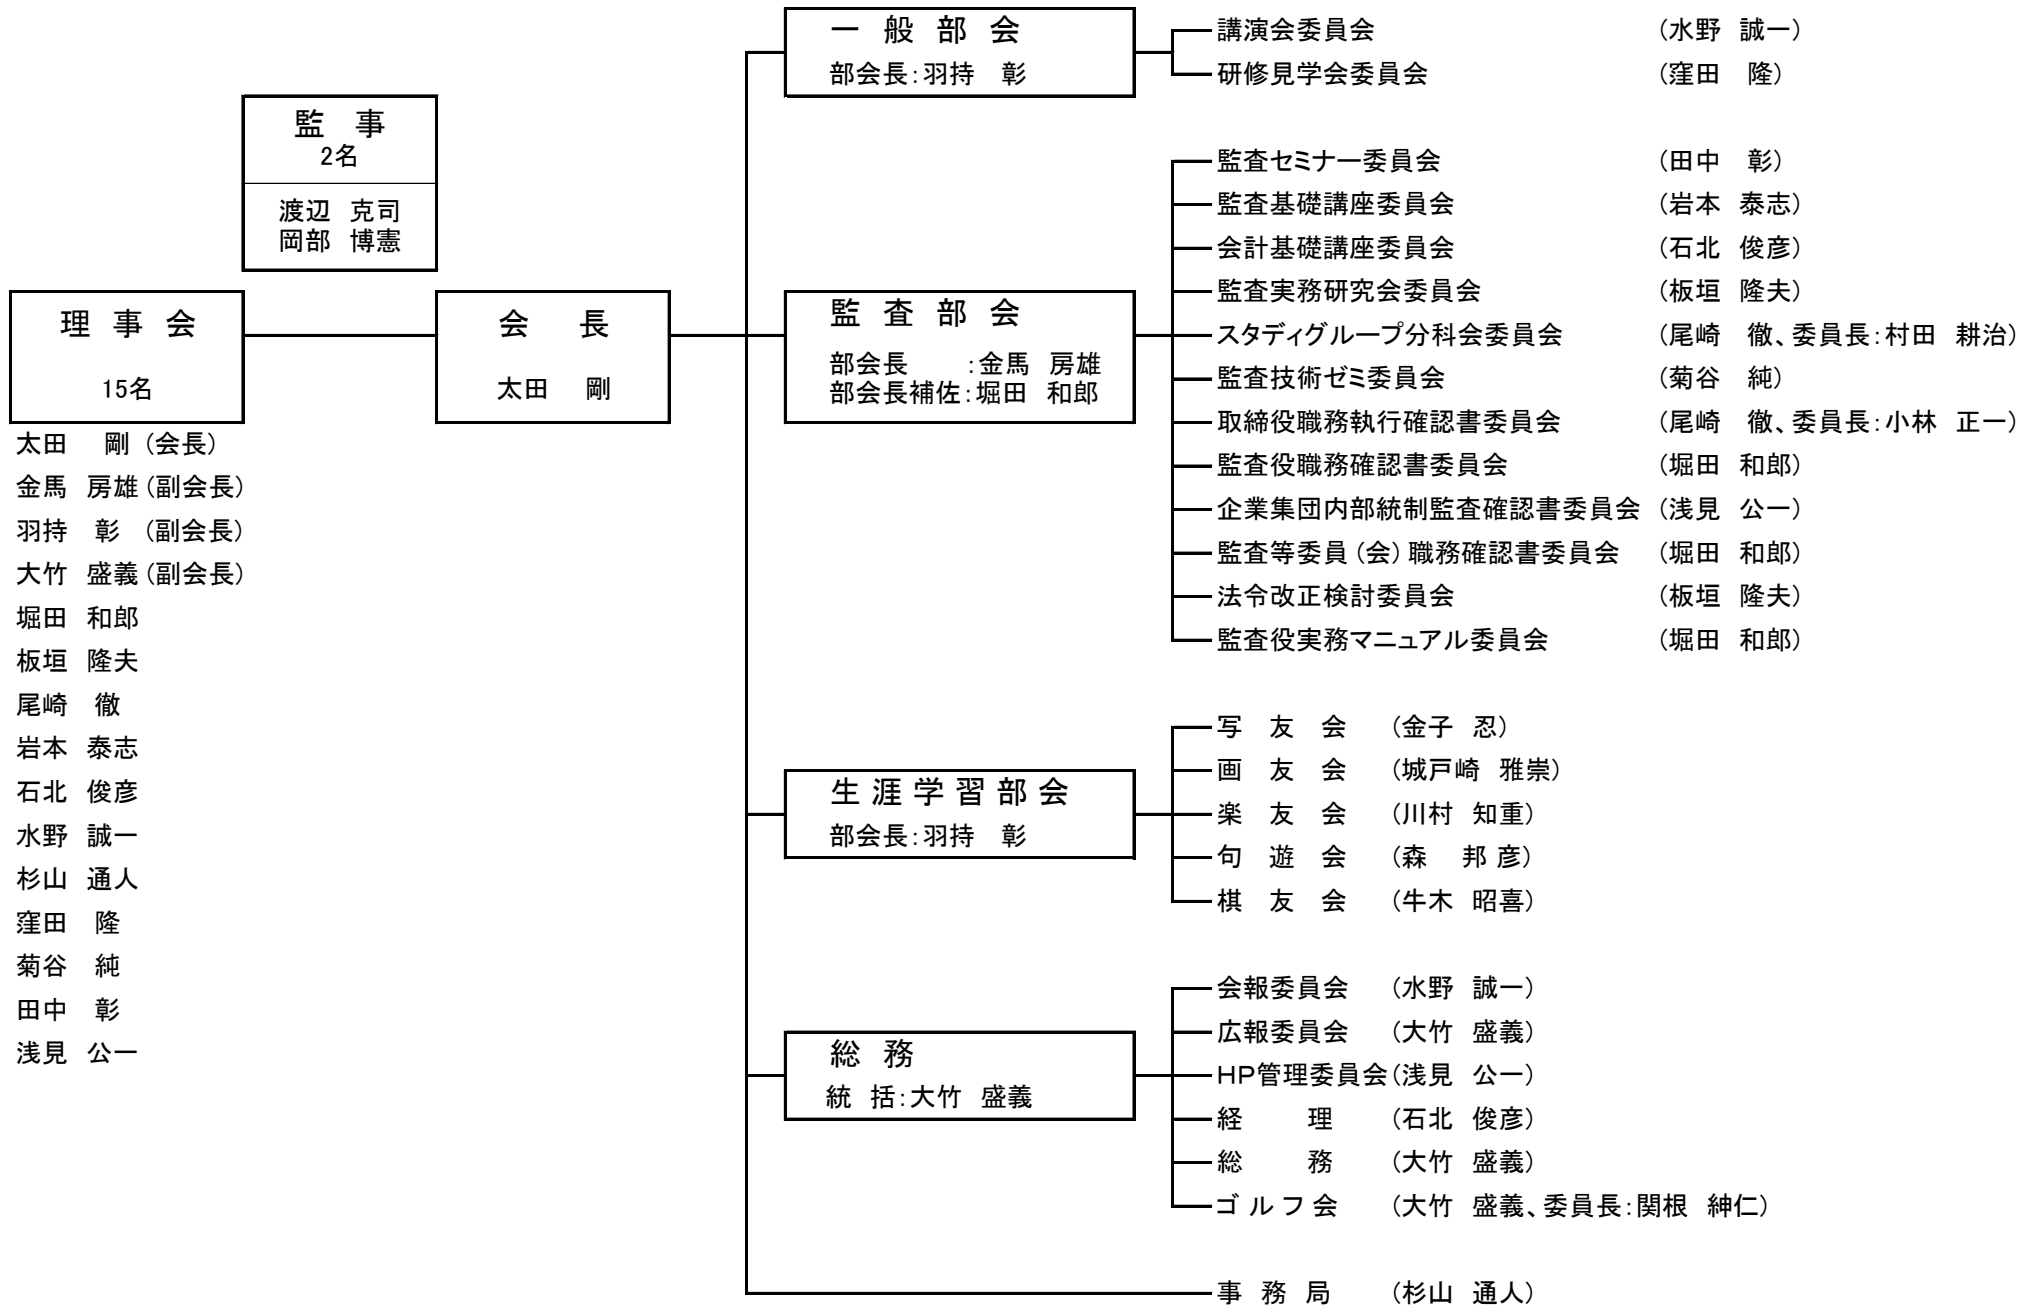 監 事
2名
渡辺 克司
岡部 博憲
理 事 会
15名
太田 剛 (会長)
金馬 房雄 (副会長)
羽持 彰 (副会長)
大竹 盛義 (副会長)
堀田 和郎
板垣 隆夫
尾崎 徹
岩本 泰志
石北 俊彦
水野 誠一
杉山 通人
窪田 隆
菊谷 純
田中 彰
浅見 公一
会 長
太田 剛
一 般 部 会
部会長:羽持 彰
講演会委員会 (水野 誠一)
研修見学会委員会 (窪田 隆)
監 査 部 会
部会長 :金馬 房雄
部会長補佐:堀田 和郎
監査セミナー委員会 (田中 彰)
監査基礎講座委員会 (岩本 泰志)
会計基礎講座委員会 (石北 俊彦)
監査実務研究会委員会 (板垣 隆夫)
スタディグループ分科会委員会 (尾崎 徹、委員長:村田 耕治)
監査技術ゼミ委員会 (菊谷 純)
取締役職務執行確認書委員会 (尾崎 徹、委員長:小林 正一)
監査役職務確認書委員会 (堀田 和郎)
企業集団内部統制監査確認書委員会 (浅見 公一)
監査等委員(会)職務確認書委員会 (堀田 和郎)
法令改正検討委員会 (板垣 隆夫)
監査役実務マニュアル委員会 (堀田 和郎)
生 涯 学 習 部 会
部会長:羽持 彰
写 友 会 (金子 忍)
画 友 会 (城戸崎 雅崇)
楽 友 会 (川村 知重)
句 遊 会 (森 邦彦)
棋 友 会 (牛木 昭喜)
総 務
統 括:大竹 盛義
会報委員会 (水野 誠一)
広報委員会 (大竹 盛義)
HP管理委員会 (浅見 公一)
経 理 (石北 俊彦)
総 務 (大竹 盛義)
ゴルフ会 (大竹 盛義、委員長:関根 紳仁)
事 務 局 (杉山 通人)